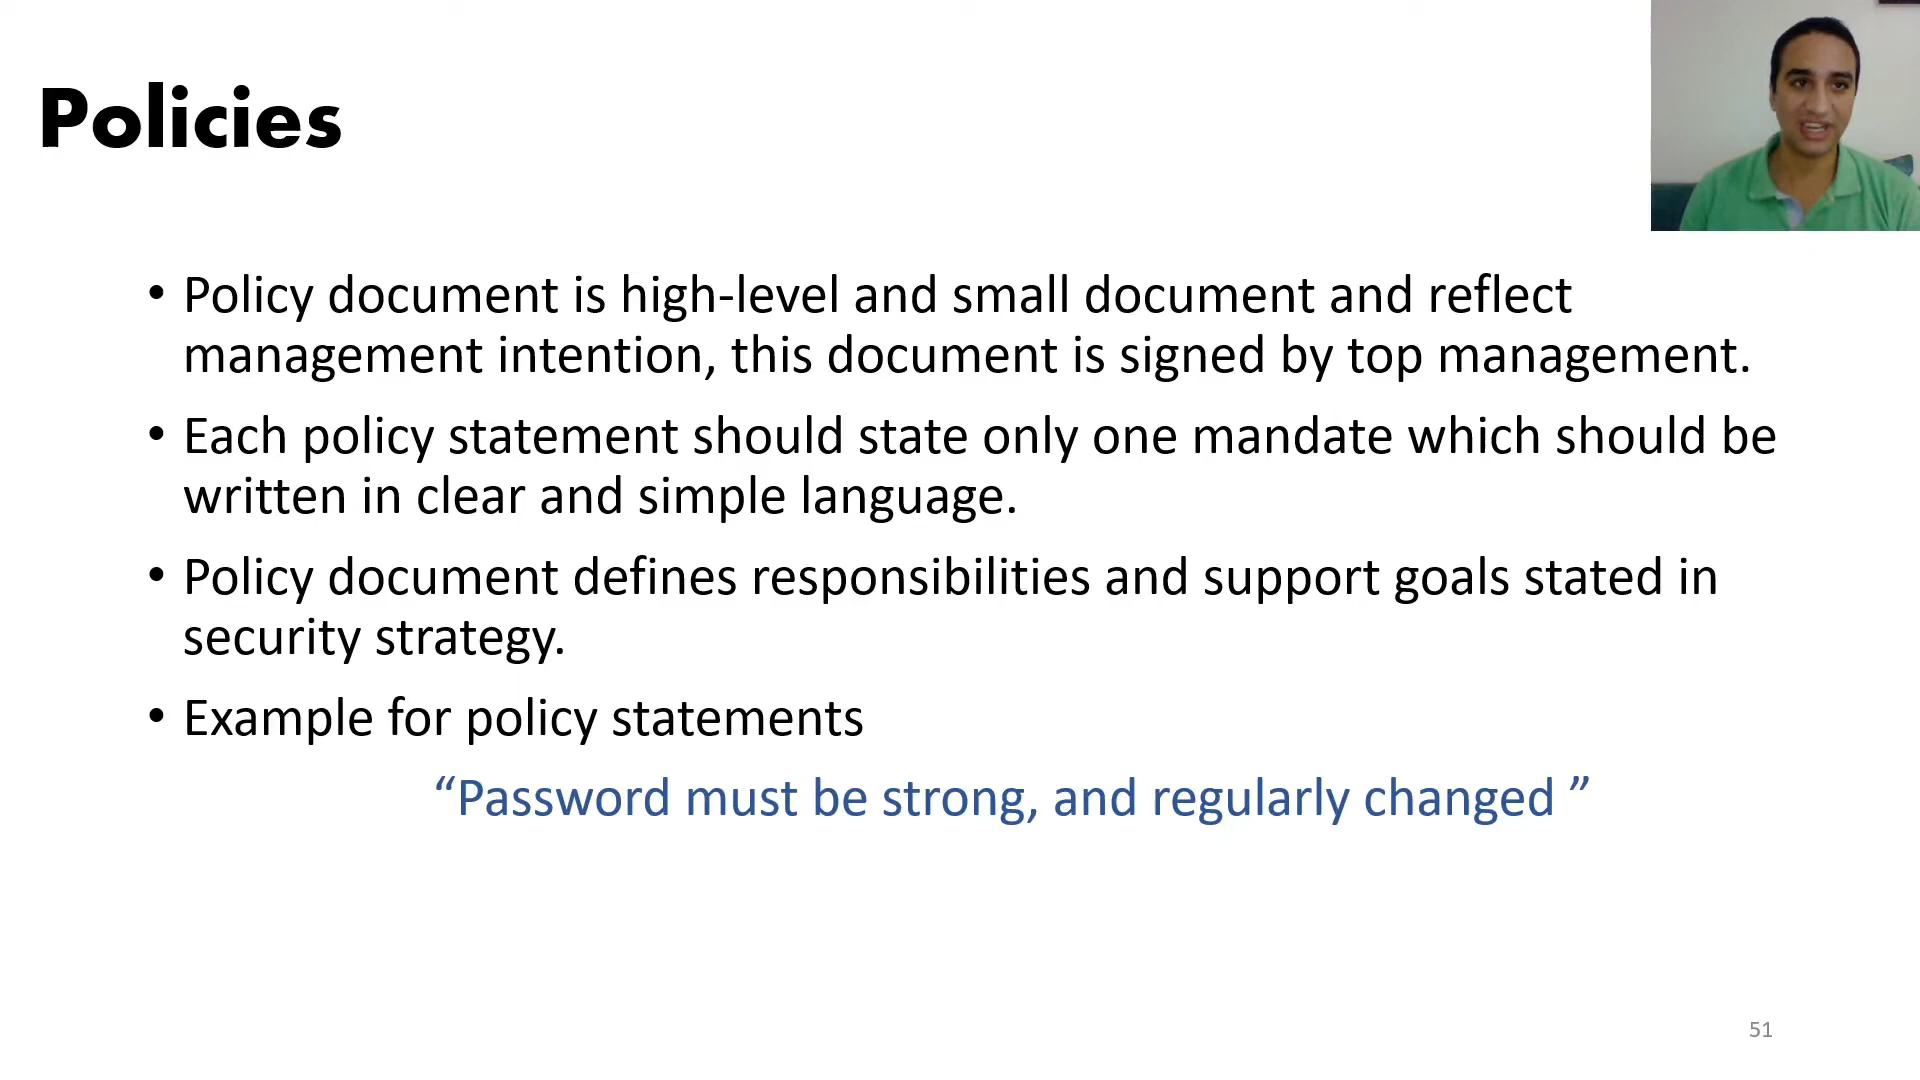 Policies
• Policy document is high-level and small document and reflect
management intention, this document is signed by top management.
• Each policy statement should state only one mandate which should be
written in clear and simple language.
• Policy document defines responsibilities and support goals stated in
security strategy.
• Example for policy statements
“Password must be strong, and regularly changed ”
51